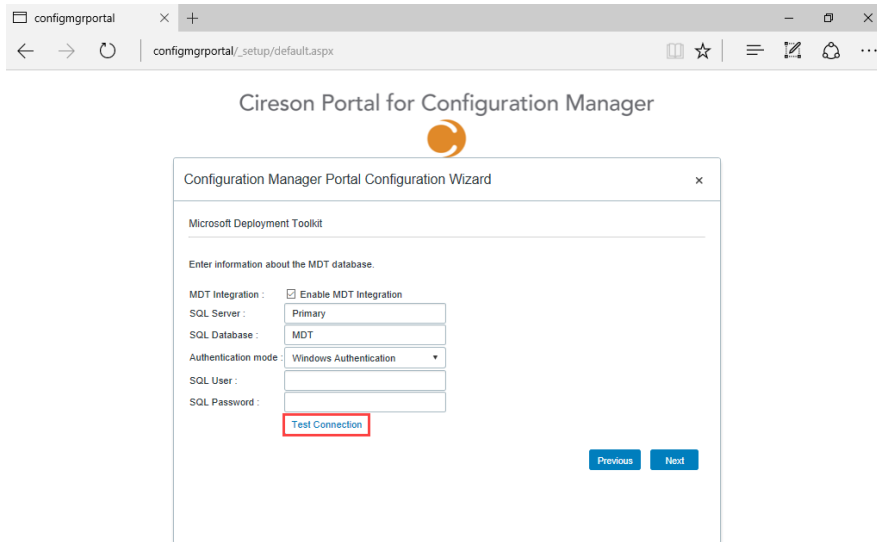 configmgrportal
configmgrportal/_setup/default.aspx
Cireson Portal for Configuration Manager
Configuration Manager Portal Configuration Wizard
Microsoft Deployment Toolkit
Enter information about the MDT database.
MDT Integration : Enable MDT Integration
SQL Server : Primary
SQL Database : MDT
Authentication mode : Windows Authentication
SQL User :
SQL Password :
Test Connection
Previous Next